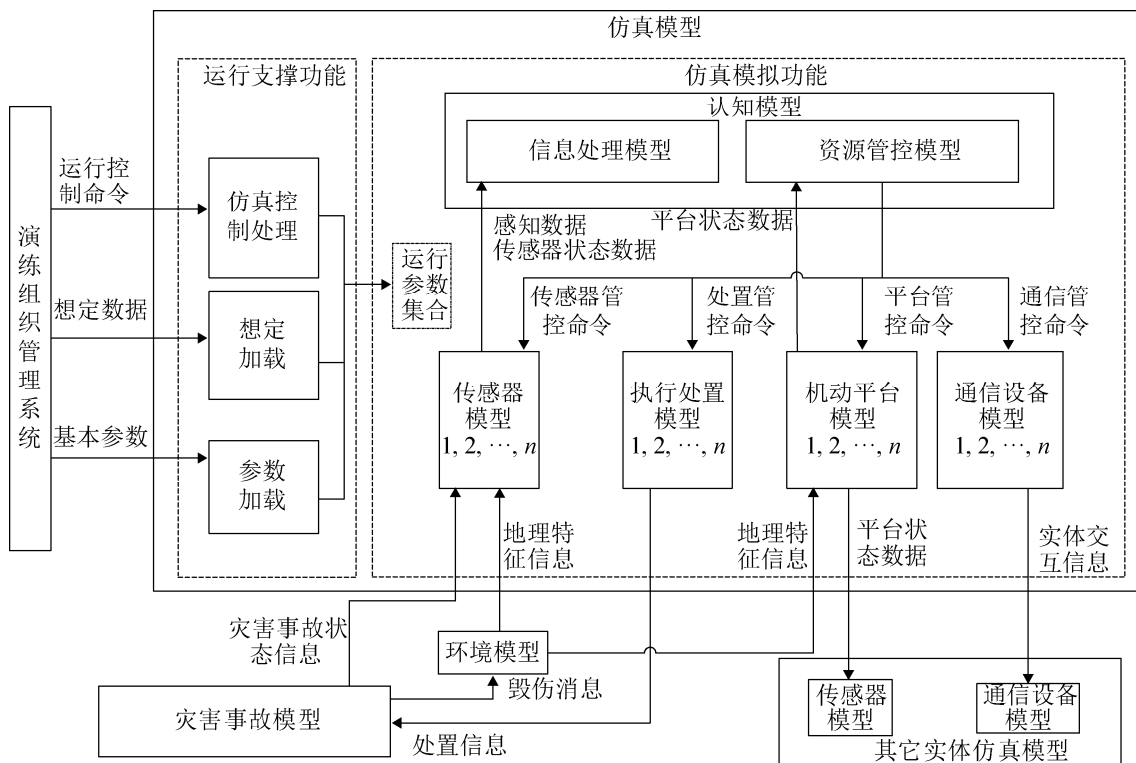 仿真模型
运行支撑功能
仿真模拟功能
认知模型
信息处理模型
资源管控模型
演
练
组
织
管
理
系
统
运行控
制命令
仿真控
制处理
想定数据
想定
加载
基本参数
参数
加载
运行
参数
集合
感知数据
传感器状态数据
平台状态数据
传感器管
控命令
处置管
控命令
平台管
控命令
通信管
控命令
传感器
模型
1, 2, ···, n
执行处置
模型
1, 2, ···, n
机动平台
模型
1, 2, ···, n
通信设备
模型
1, 2, ···, n
地理特
征信息
地理特
征信息
平台状
态数据
实体交
互信息
灾害事故状
态信息
环境模型
毁伤消息
灾害事故模型
处置信息
传感器
模型
通信设备
模型
其它实体仿真模型